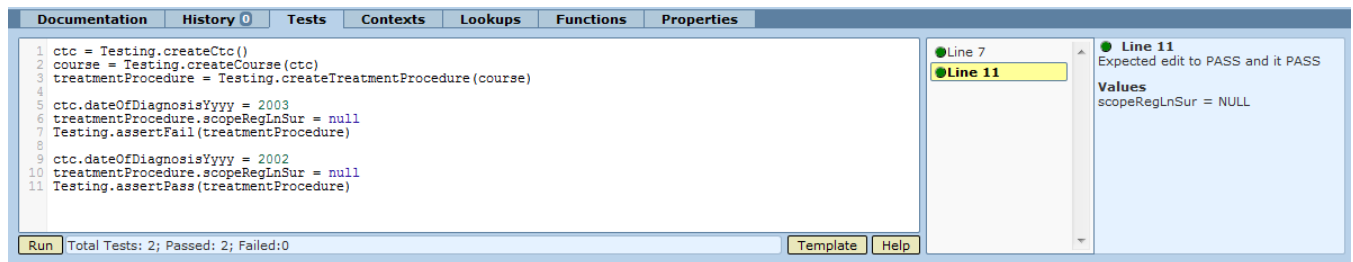 Documentation History 0 Tests Contexts Lookups Functions Properties
1 ctc = Testing.createCtc()
2 course = Testing.createCourse(ctc)
3 treatmentProcedure = Testing.createTreatmentProcedure(course)
4
5 ctc.dateOfDiagnosisYyyy = 2003
6 treatmentProcedure.scopeRegLnSur = null
7 Testing.assertFail(treatmentProcedure)
8
9 ctc.dateOfDiagnosisYyyy = 2002
10 treatmentProcedure.scopeRegLnSur = null
11 Testing.assertPass(treatmentProcedure)
Run Total Tests: 2; Passed: 2; Failed:0 Template Help
Line 7
Line 11
Line 11
Expected edit to PASS and it PASS
Values
scopeRegLnSur = NULL